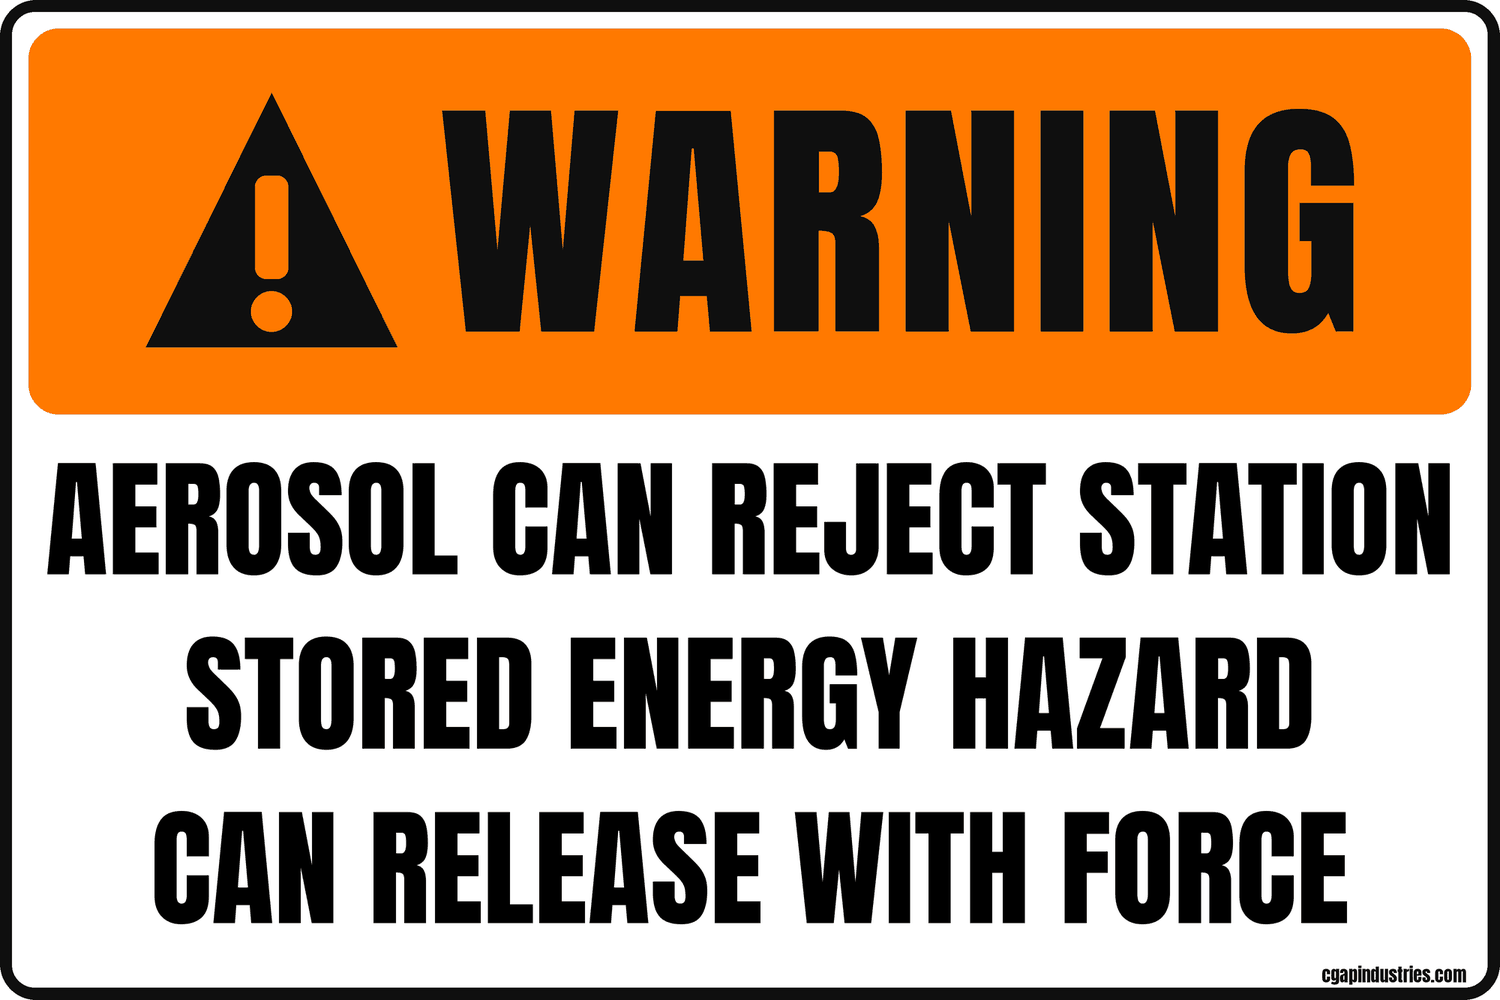 WARNING
AEROSOL CAN REJECT STATION
STORED ENERGY HAZARD
CAN RELEASE WITH FORCE
cgapindustries.com